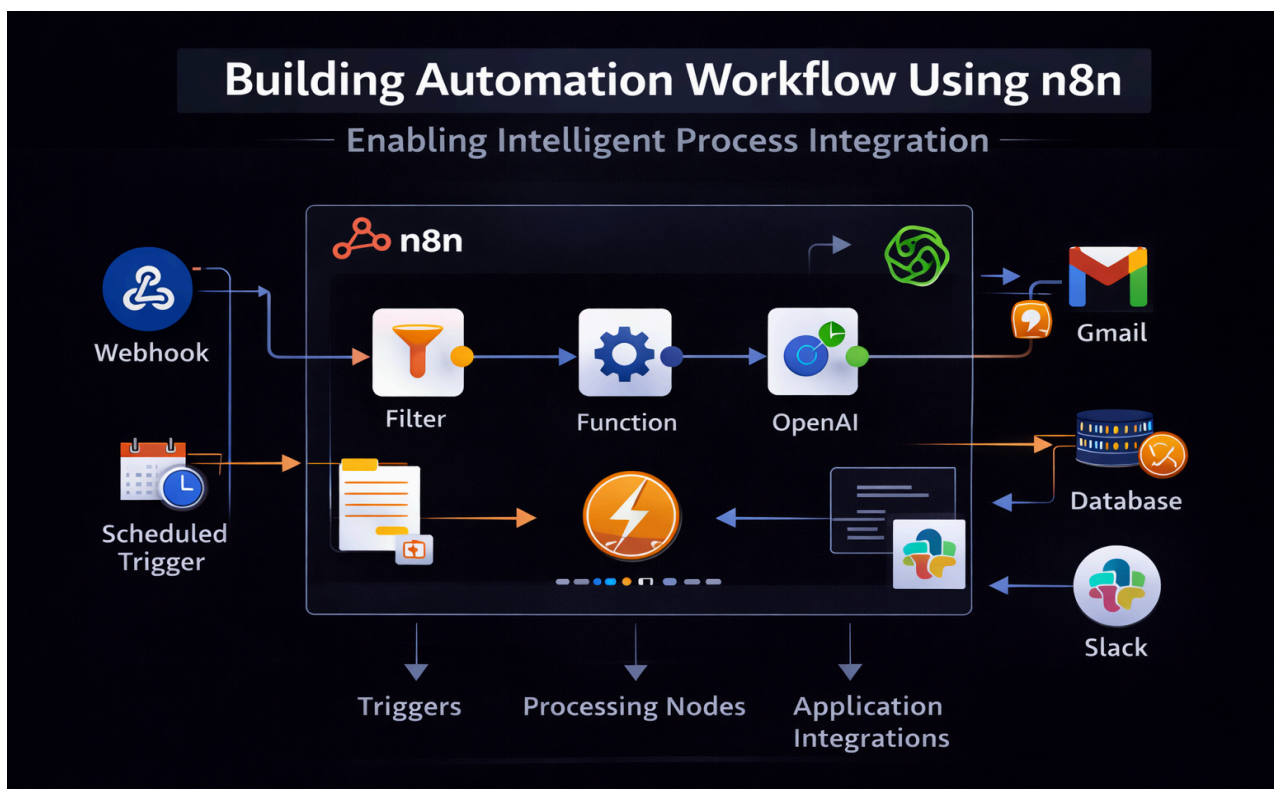 Building Automation Workflow Using n8n
Enabling Intelligent Process Integration
n8n
Webhook
Gmail
Filter
Function
OpenAI
Database
Scheduled
Trigger
Slack
Triggers
Processing Nodes
Application
Integrations